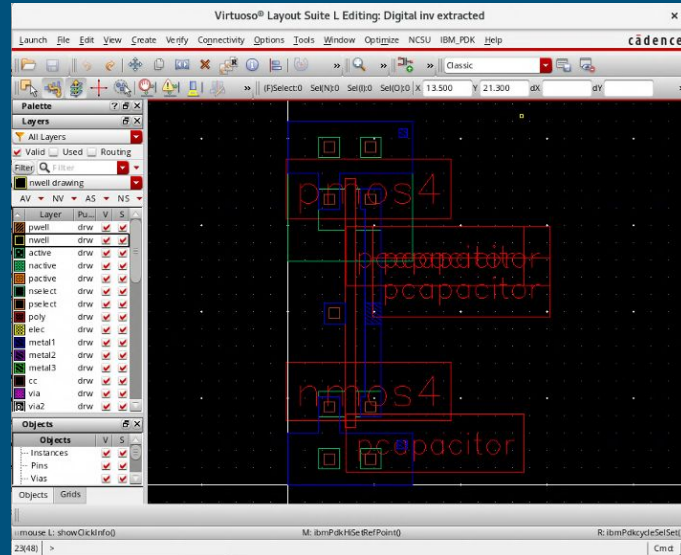 Virtuoso® Layout Suite L Editing: Digital inv extracted ×
Launch File Edit View Create Verify Connectivity Options Tools Window Optimize NCSU IBM_PDK Help cādence
» » » Classic
» (F)Select:0 Sel(N):0 Sel(I):0 Sel(O):0 X 13.500 Y 21.300 dX dY »
Palette ? ×
Layers
All Layers
Valid Used Routing
Filter Filter
nwell drawing
AV NV AS NS
Layer Pu... V S
pwell drw
nwell drw
active drw
nactive drw
pactive drw
nselect drw
pselect drw
poly drw
elec drw
metal1 drw
metal2 drw
metal3 drw
cc drw
via drw
via2 drw
Objects
Objects V S
Instances
Pins
Vias
Objects Grids
pmos4
pcapacitor
pcapacitor
nmos4
pcapacitor
mouse L: showClickInfo() M: ibmPdkHiSetRefPoint() R: ibmPdkcycleSelSet(
23(48) > Cmd: